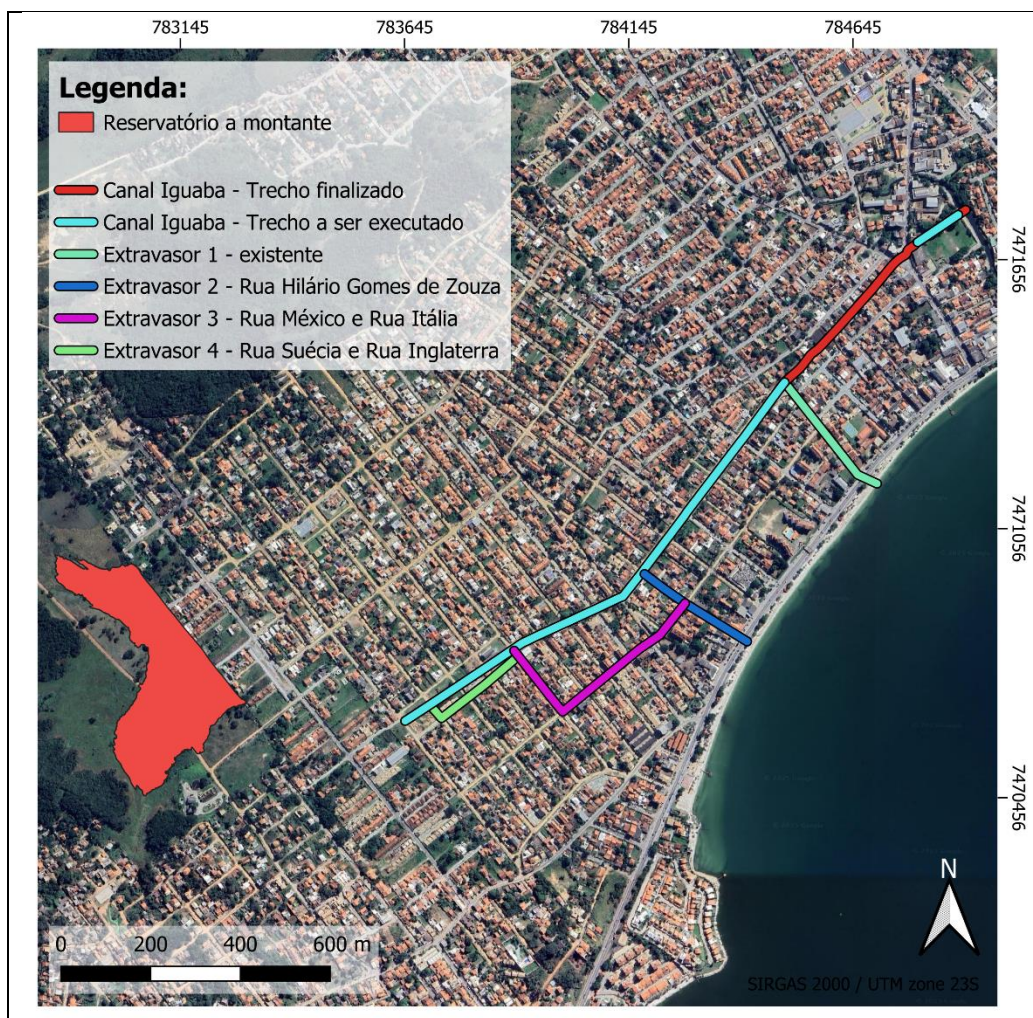 783145 783645 784145 784645
Legenda:
Reservatório a montante
Canal Iguaba - Trecho finalizado
Canal Iguaba - Trecho a ser executado
Extravasor 1 - existente
Extravasor 2 - Rua Hilário Gomes de Zouza
Extravasor 3 - Rua México e Rua Itália
Extravasor 4 - Rua Suécia e Rua Inglaterra
7471656
7471056
7470456
N
0 200 400 600 m
SIRGAS 2000 / UTM zone 23S